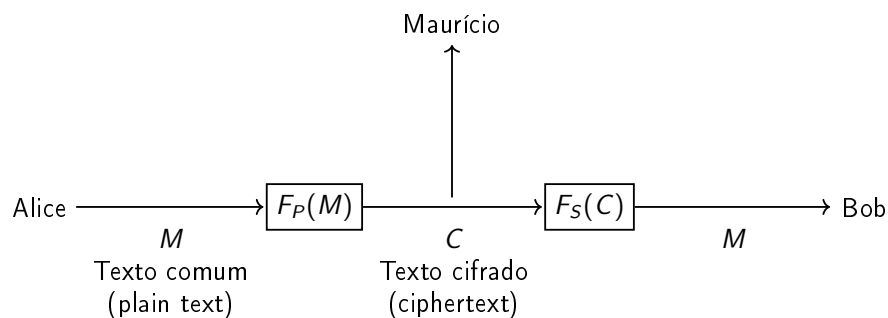 Maurício
Alice
F_P(M)
F_S(C)
Bob
M
C
M
Texto comum
Texto cifrado
(plain text)
(ciphertext)